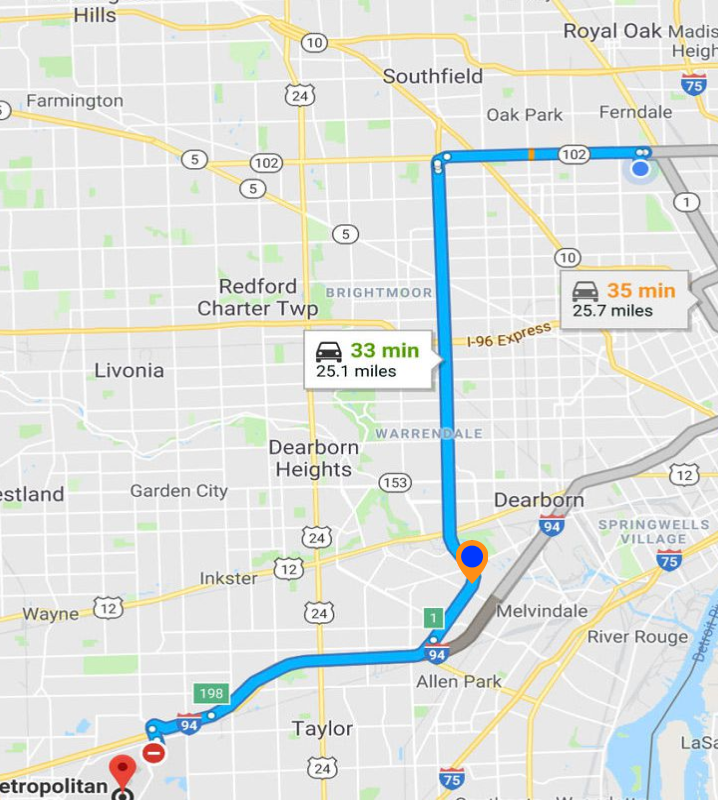 Hills
Royal Oak
Madis
Heigh
10
Southfield
75
24
Farmington
Oak Park
Ferndale
5
5
102
102
5
1
5
10
Redford
Charter Twp
BRIGHTMOOR
35 min
25.7 miles
33 min
25.1 miles
I-96 Express
Livonia
WARRENDALE
Dearborn
Heights
12
153
estland
Garden City
Dearborn
94
SPRINGWELLS
VILLAGE
24
75
12
Inkster
Wayne
12
24
1
Melvindale
River Rouge
Detroit Ri
94
Allen Park
198
94
Taylor
LaSa
24
75
etropolitan